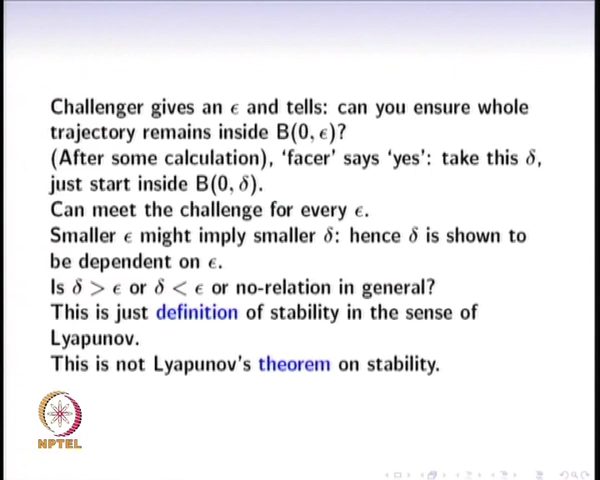 Challenger gives an ϵ and tells: can you ensure whole
trajectory remains inside B(0, ϵ)?
(After some calculation), ‘facer’ says ‘yes’: take this δ,
just start inside B(0, δ).
Can meet the challenge for every ϵ.
Smaller ϵ might imply smaller δ: hence δ is shown to
be dependent on ϵ.
Is δ > ϵ or δ < ϵ or no-relation in general?
This is just definition of stability in the sense of
Lyapunov.
This is not Lyapunov’s theorem on stability.
NPTEL